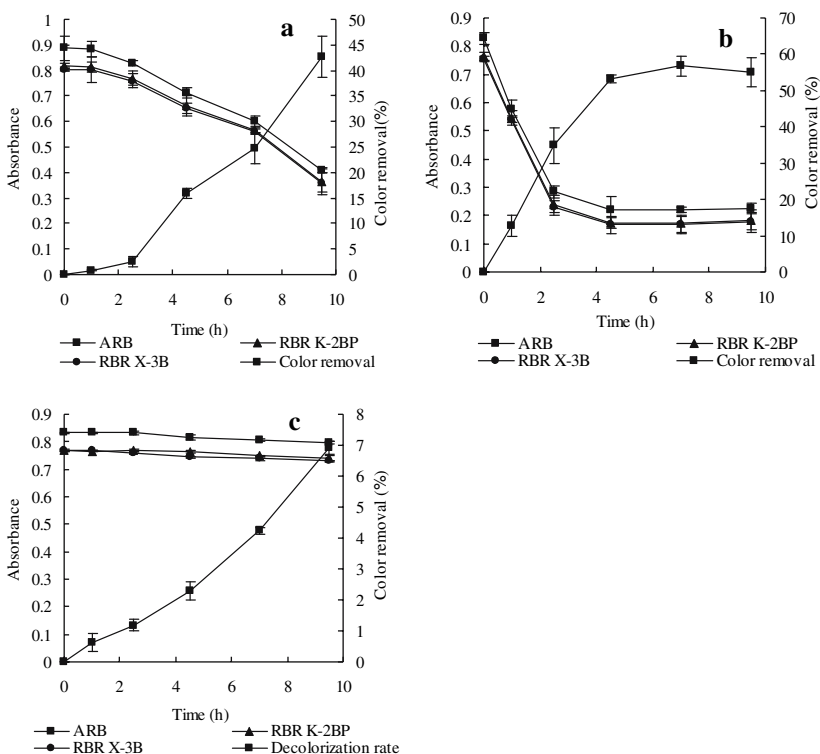 a
1
0.9
0.8
0.7
0.6
0.5
0.4
0.3
0.2
0.1
0
Absorbance
50
45
40
35
30
25
20
15
10
5
0
Color removal(%)
0 2 4 6 8 10
Time (h)
ARB RBR K-2BP
RBR X-3B Color removal
b
0.9
0.8
0.7
0.6
0.5
0.4
0.3
0.2
0.1
0
Absorbance
70
60
50
40
30
20
10
0
Color removal (%)
0 2 4 6 8 10
Time (h)
ARB RBR K-2BP
RBR X-3B Color removal
c
0.9
0.8
0.7
0.6
0.5
0.4
0.3
0.2
0.1
0
Absorbance
8
7
6
5
4
3
2
1
0
Color removal (%)
0 2 4 6 8 10
Time (h)
ARB RBR K-2BP
RBR X-3B Decolorization rate